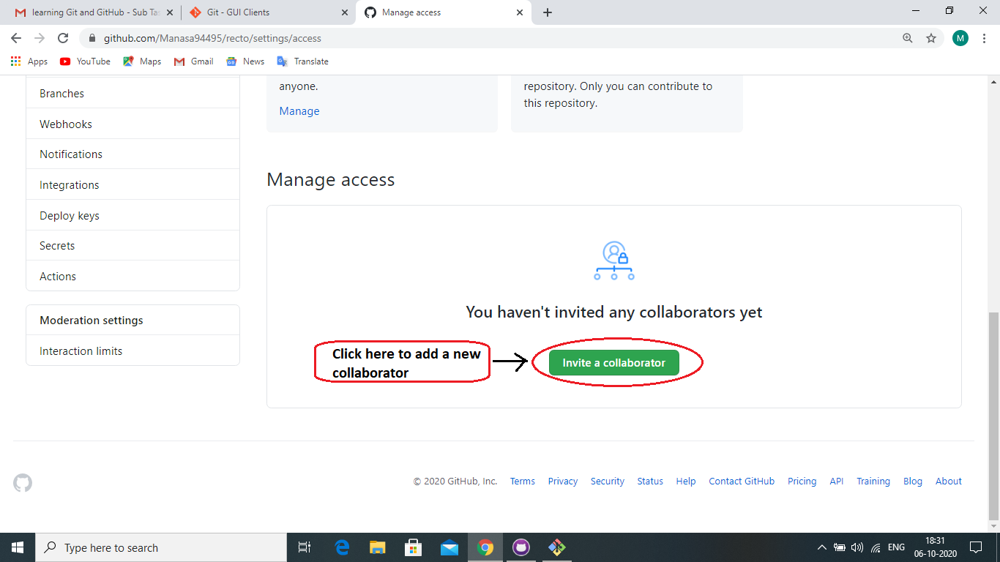 learning Git and GitHub - Sub Ta
Git - GUI Clients
Manage access
github.com/Manasa94495/recto/settings/access
M
Apps
YouTube
Maps
Gmail
News
Translate
Branches
Webhooks
Notifications
Integrations
Deploy keys
Secrets
Actions
Moderation settings
Interaction limits
anyone.
Manage
repository. Only you can contribute to
this repository.
Manage access
You haven't invited any collaborators yet
Click here to add a new
collaborator
Invite a collaborator
© 2020 GitHub, Inc.
Terms
Privacy
Security
Status
Help
Contact GitHub
Pricing
API
Training
Blog
About
Type here to search
ENG
18:31
06-10-2020